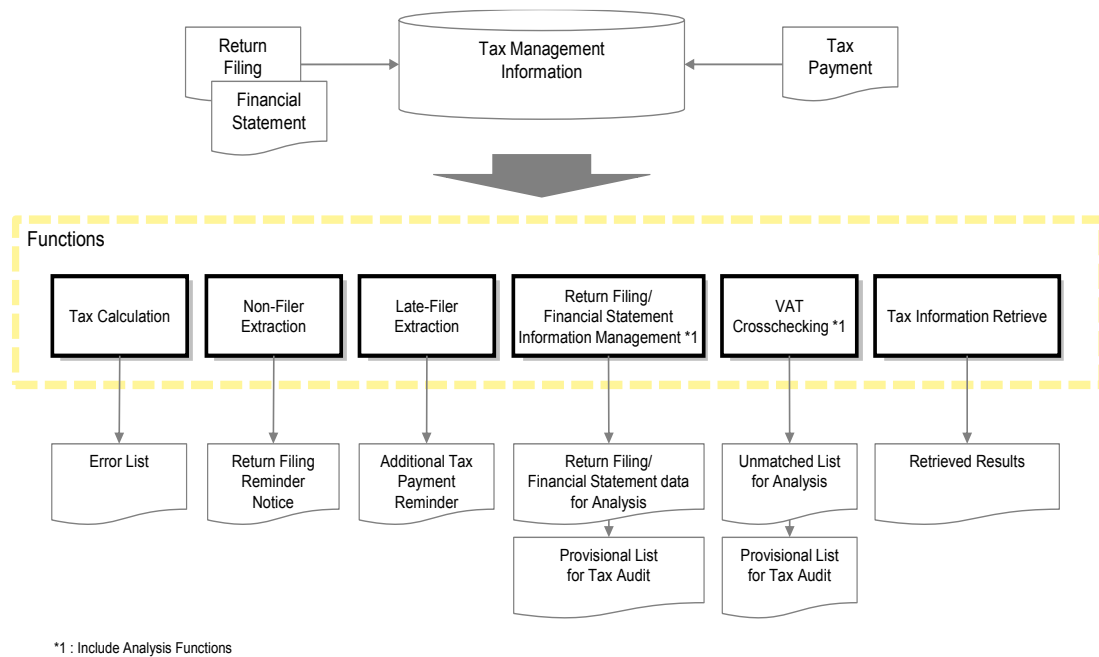 Return
Filing
Financial
Statement
Tax Management
Information
Tax
Payment
Functions
Tax Calculation
Non-Filer
Extraction
Late-Filer
Extraction
Return Filing/
Financial Statement
Information Management *1
VAT
Crosschecking *1
Tax Information Retrieve
Error List
Return Filing
Reminder
Notice
Additional Tax
Payment
Reminder
Return Filing/
Financial Statement data
for Analysis
Unmatched List
for Analysis
Retrieved Results
Provisional List
for Tax Audit
Provisional List
for Tax Audit
*1 : Include Analysis Functions